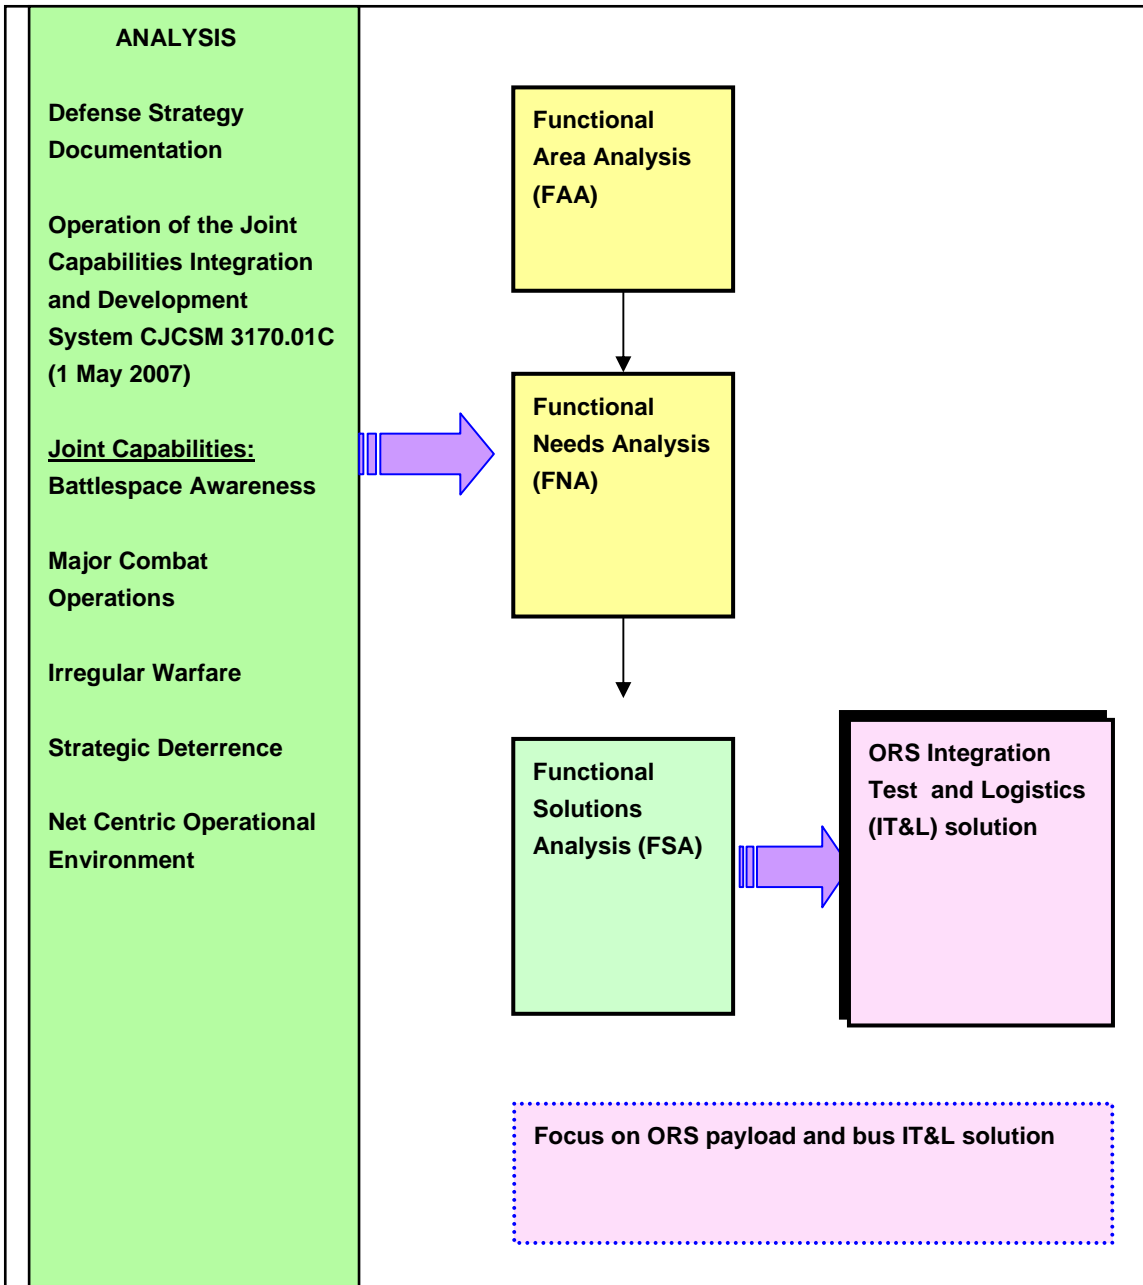 ANALYSIS
Defense Strategy
Documentation
Operation of the Joint
Capabilities Integration
and Development
System CJCSM 3170.01C
(1 May 2007)
Joint Capabilities:
Battlespace Awareness
Major Combat
Operations
Irregular Warfare
Strategic Deterrence
Net Centric Operational
Environment
Functional
Area Analysis
(FAA)
Functional
Needs Analysis
(FNA)
Functional
Solutions
Analysis (FSA)
ORS Integration
Test  and Logistics
(IT&L) solution
Focus on ORS payload and bus IT&L solution